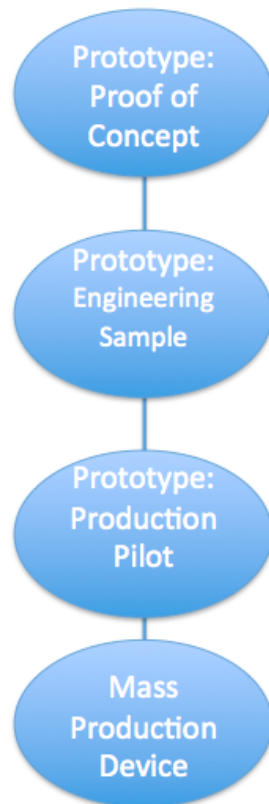 Prototype:
Proof of
Concept
Prototype:
Engineering
Sample
Prototype:
Production
Pilot
Mass
Production
Device